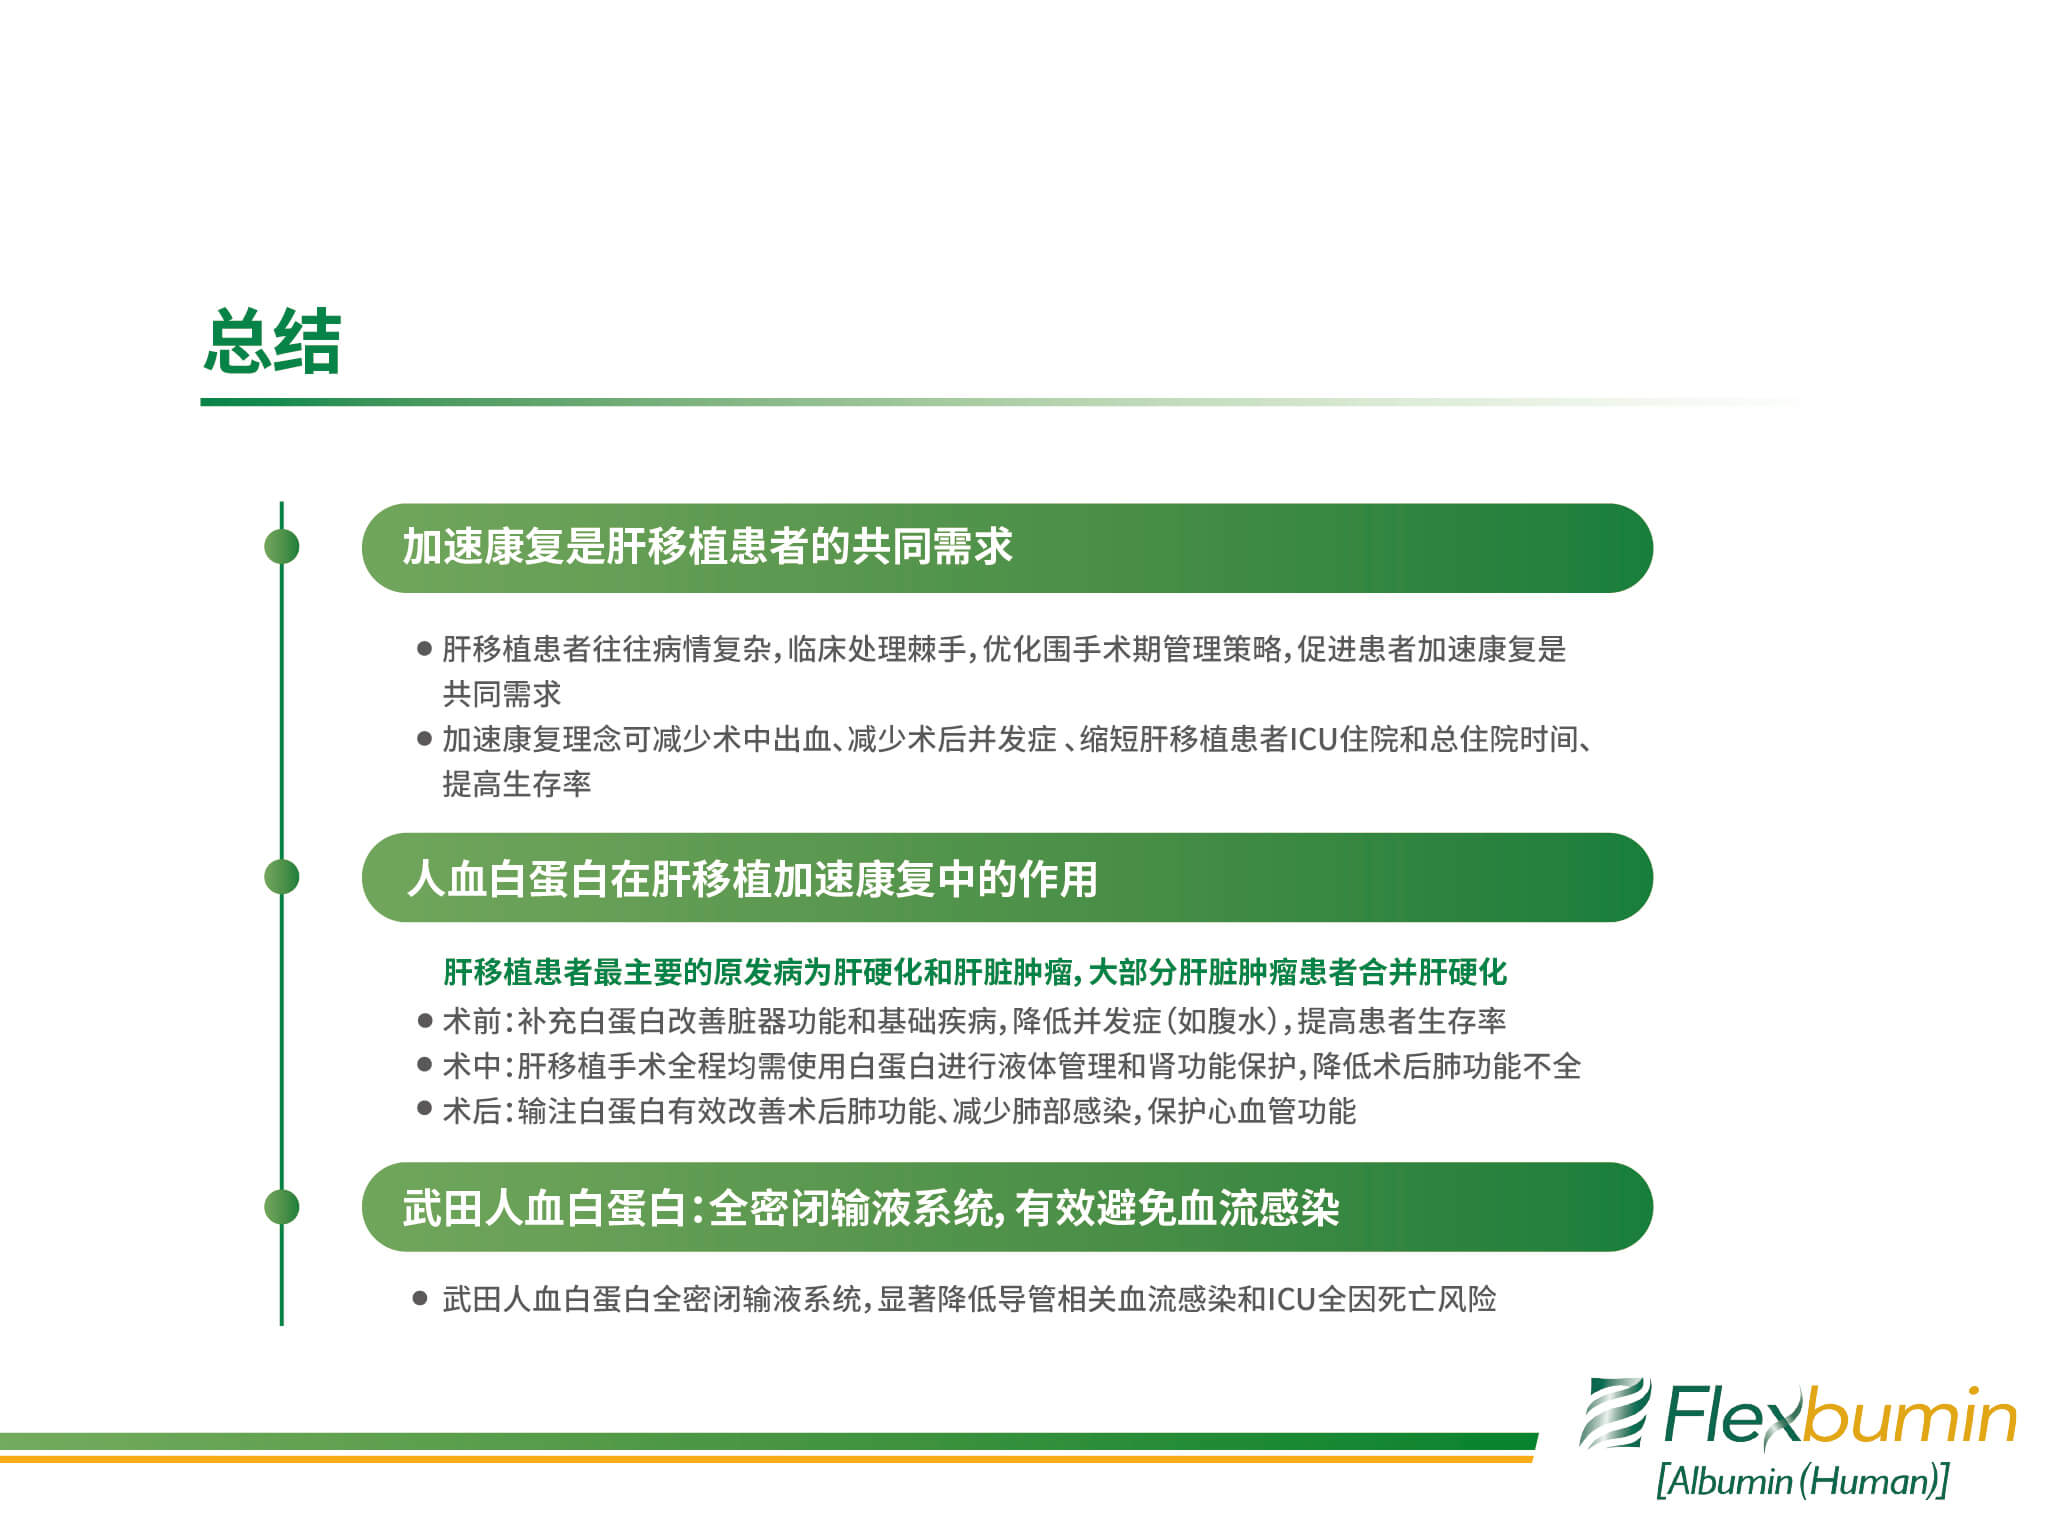 总结
加速康复是肝移植患者的共同需求
肝移植患者往往病情复杂，临床处理棘手，优化围手术期管理策略，促进患者加速康复是
共同需求
加速康复理念可减少术中出血、减少术后并发症 、缩短肝移植患者ICU住院和总住院时间、
提高生存率
人血白蛋白在肝移植加速康复中的作用
肝移植患者最主要的原发病为肝硬化和肝脏肿瘤，大部分肝脏肿瘤患者合并肝硬化
术前：补充白蛋白改善脏器功能和基础疾病，降低并发症（如腹水），提高患者生存率
术中：肝移植手术全程均需使用白蛋白进行液体管理和肾功能保护，降低术后肺功能不全
术后：输注白蛋白有效改善术后肺功能、减少肺部感染，保护心血管功能
武田人血白蛋白：全密闭输液系统，有效避免血流感染
武田人血白蛋白全密闭输液系统，显著降低导管相关血流感染和ICU全因死亡风险
Flexbumin
[Albumin (Human)]